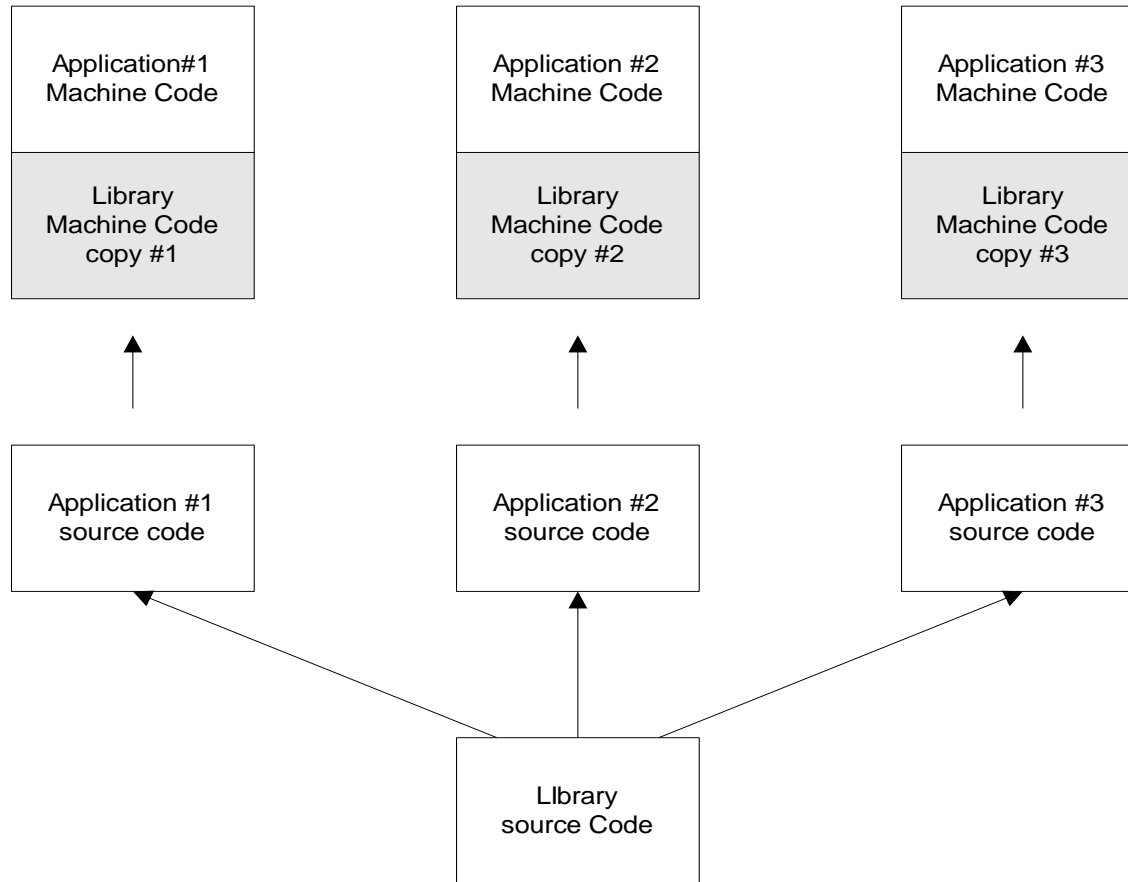 Application#1
Machine Code
Application #2
Machine Code
Application #3
Machine Code
Library
Machine Code
copy #1
Library
Machine Code
copy #2
Library
Machine Code
copy #3
Application #1
source code
Application #2
source code
Application #3
source code
LIbrary
source Code